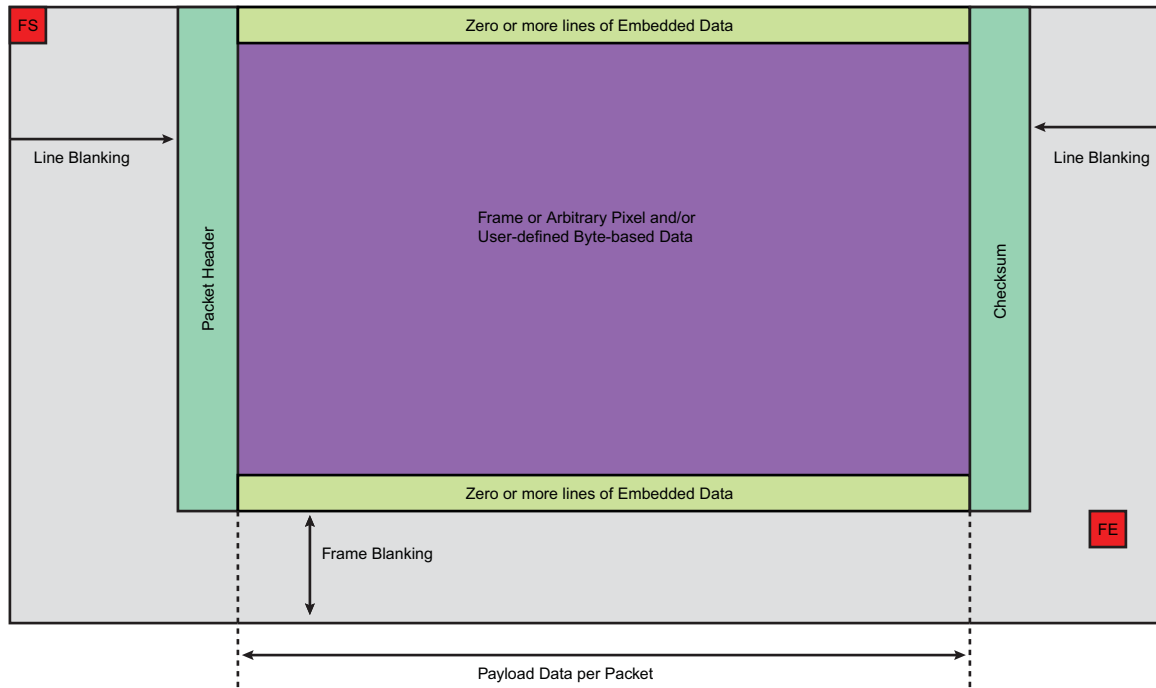 FS
Zero or more lines of Embedded Data
Line Blanking
Line Blanking
Packet Header
Frame or Arbitrary Pixel and/or
User-defined Byte-based Data
Checksum
Zero or more lines of Embedded Data
FE
Frame Blanking
Payload Data per Packet